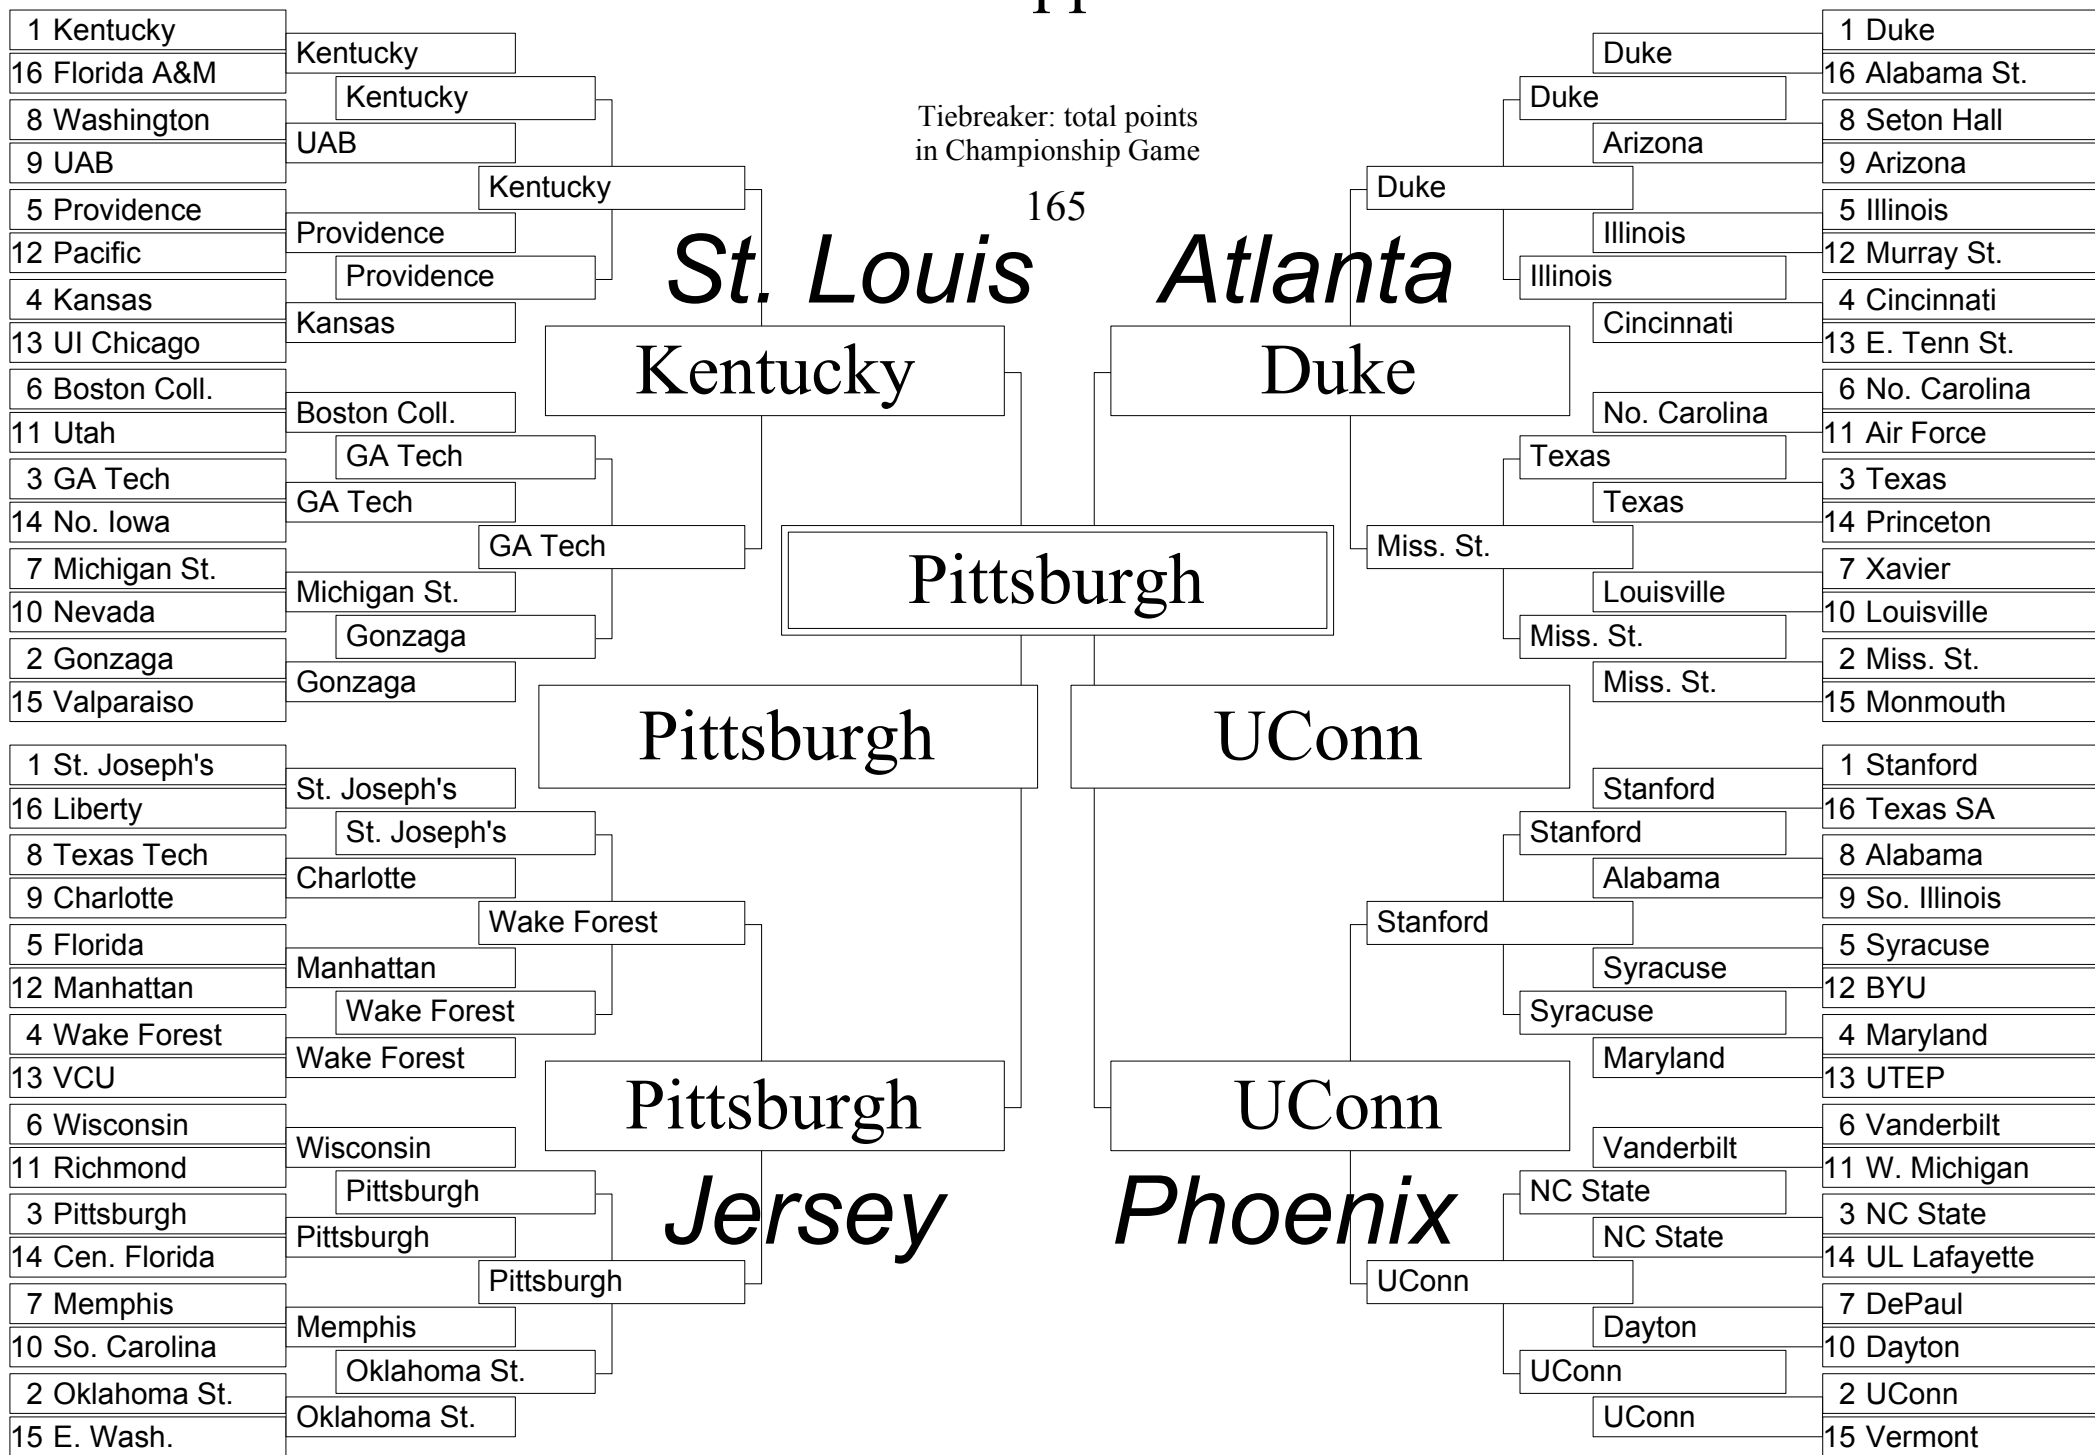 1 Kentucky
16 Florida A&M
8 Washington
9 UAB
5 Providence
12 Pacific
4 Kansas
13 UI Chicago
6 Boston Coll.
11 Utah
3 GA Tech
14 No. Iowa
7 Michigan St.
10 Nevada
2 Gonzaga
15 Valparaiso
Kentucky
UAB
Providence
Kansas
Boston Coll.
GA Tech
Michigan St.
Gonzaga
Kentucky
Providence
GA Tech
Gonzaga
Kentucky
GA Tech
St. Louis
Kentucky
1 St. Joseph's
16 Liberty
8 Texas Tech
9 Charlotte
5 Florida
12 Manhattan
4 Wake Forest
13 VCU
6 Wisconsin
11 Richmond
3 Pittsburgh
14 Cen. Florida
7 Memphis
10 So. Carolina
2 Oklahoma St.
15 E. Wash.
St. Joseph's
Charlotte
Manhattan
Wake Forest
Wisconsin
Pittsburgh
Memphis
Oklahoma St.
St. Joseph's
Wake Forest
Pittsburgh
Oklahoma St.
Wake Forest
Pittsburgh
Pittsburgh
Jersey
Tiebreaker: total points
in Championship Game
165
Pittsburgh
Pittsburgh
UConn
Atlanta
Duke
Duke
Miss. St.
Duke
Illinois
Texas
Miss. St.
Duke
Arizona
Illinois
Cincinnati
No. Carolina
Texas
Louisville
Miss. St.
1 Duke
16 Alabama St.
8 Seton Hall
9 Arizona
5 Illinois
12 Murray St.
4 Cincinnati
13 E. Tenn St.
6 No. Carolina
11 Air Force
3 Texas
14 Princeton
7 Xavier
10 Louisville
2 Miss. St.
15 Monmouth
UConn
Phoenix
Stanford
UConn
Stanford
Syracuse
NC State
UConn
Stanford
Alabama
Syracuse
Maryland
Vanderbilt
NC State
Dayton
UConn
1 Stanford
16 Texas SA
8 Alabama
9 So. Illinois
5 Syracuse
12 BYU
4 Maryland
13 UTEP
6 Vanderbilt
11 W. Michigan
3 NC State
14 UL Lafayette
7 DePaul
10 Dayton
2 UConn
15 Vermont